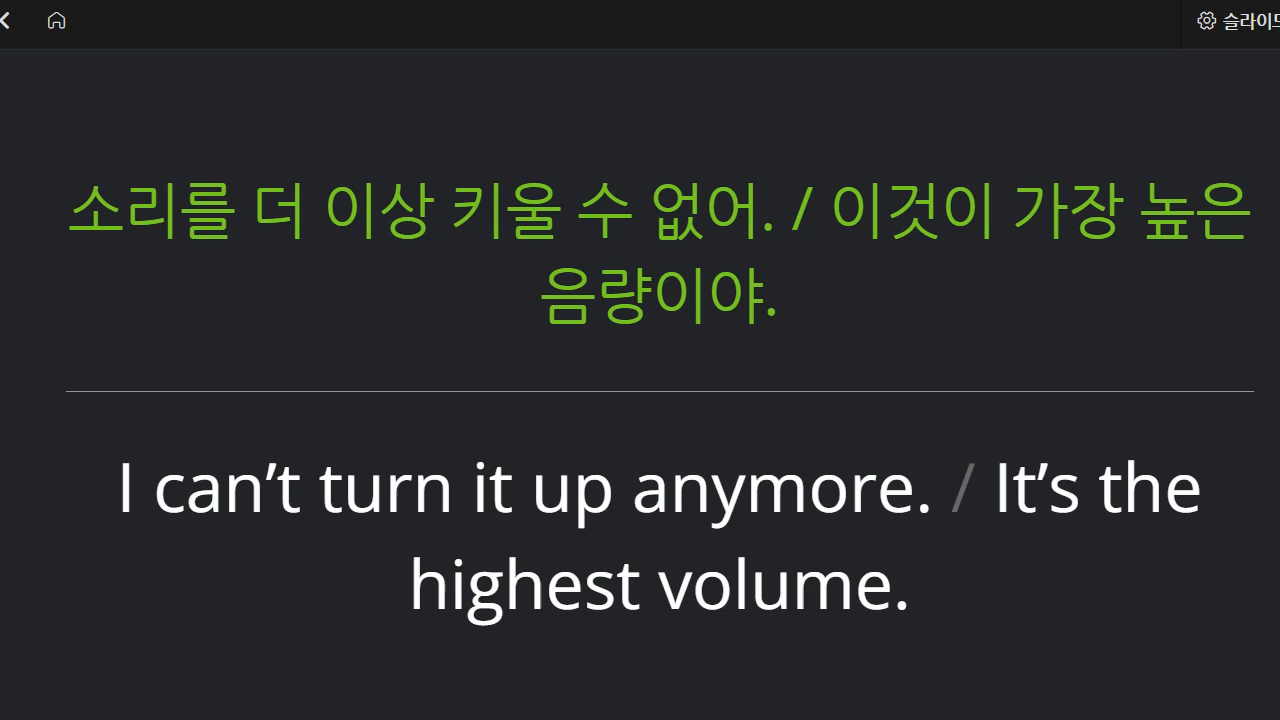 슬라이드
소리를 더 이상 키울 수 없어. / 이것이 가장 높은
음량이야.
I can’t turn it up anymore. / It’s the
highest volume.